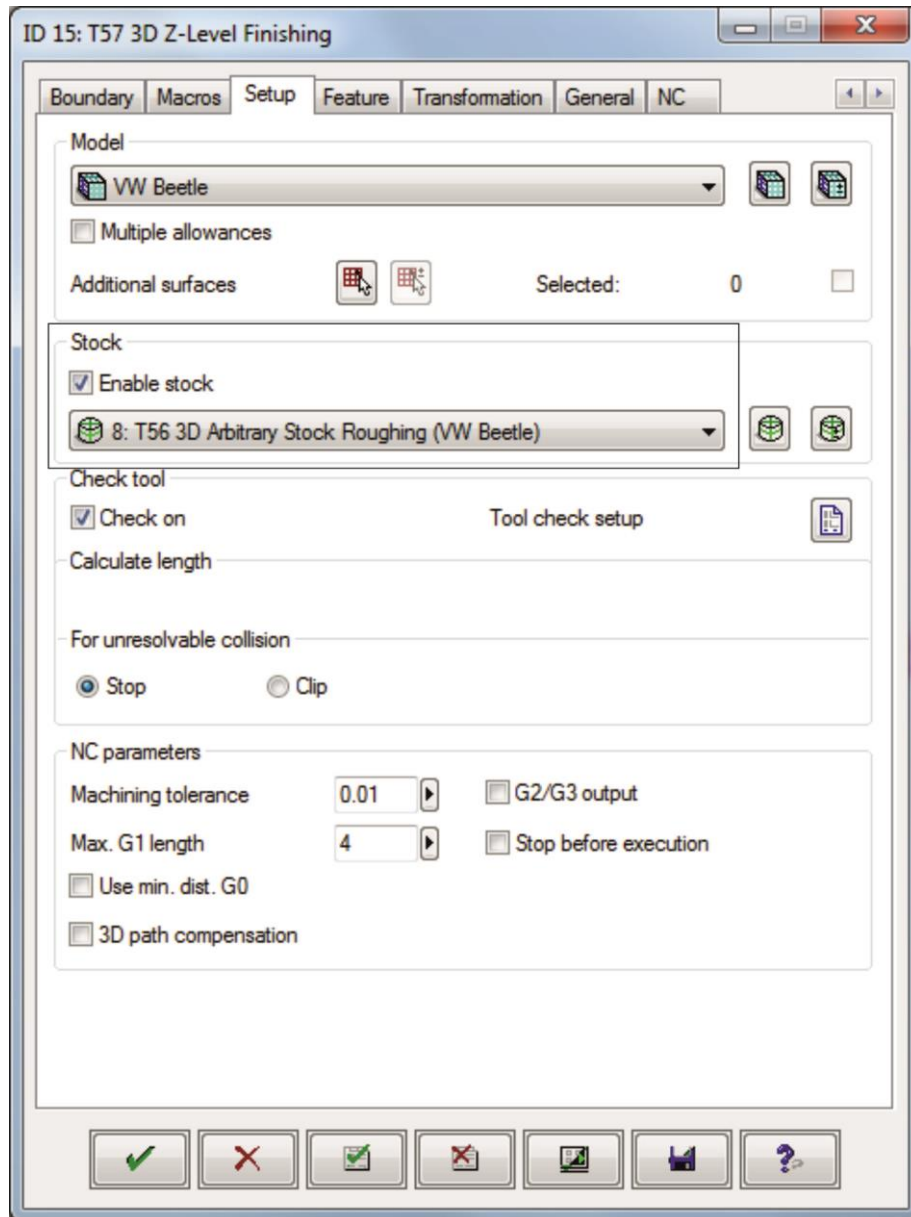 ID 15: T57 3D Z-Level Finishing
Boundary Macros Setup Feature Transformation General NC
Model
VW Beetle
Multiple allowances
Additional surfaces Selected: 0
Stock
Enable stock
8: T56 3D Arbitrary Stock Roughing (VW Beetle)
Check tool
Check on Tool check setup
Calculate length
For unresolvable collision
Stop Clip
NC parameters
Machining tolerance 0.01 G2/G3 output
Max. G1 length 4 Stop before execution
Use min. dist. G0
3D path compensation